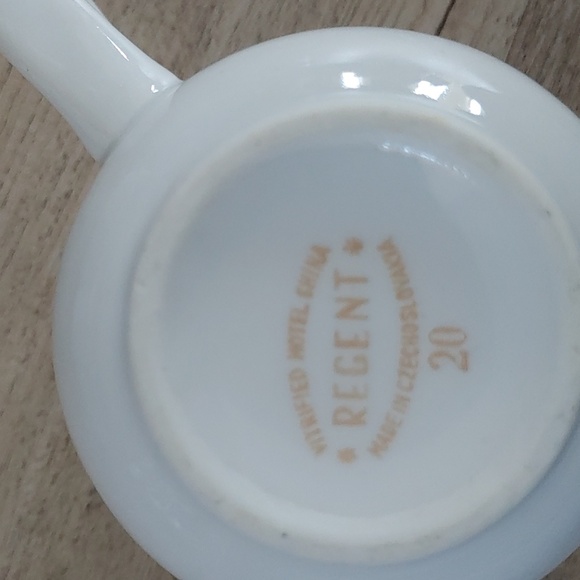 VITRIFIED HOTEL CHINA
* REGENT *
MADE IN CZECHOSLOVAKIA
20